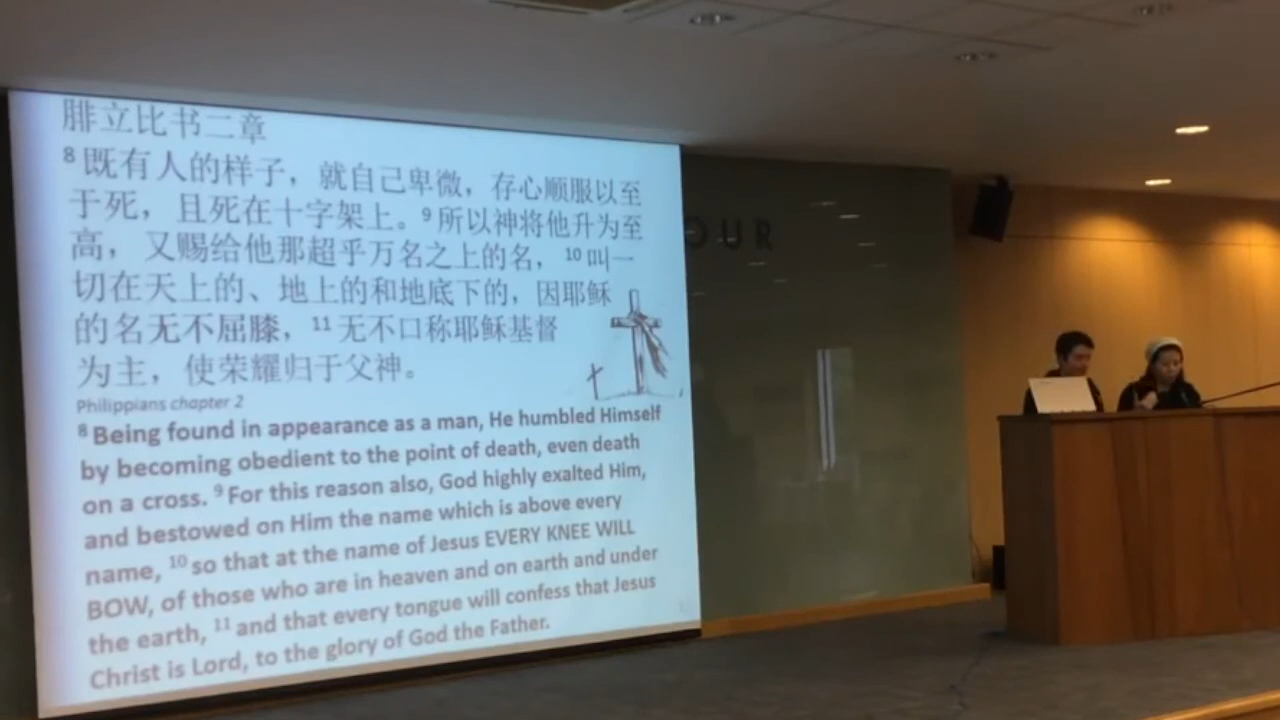 腓立比书二章
8 既有人的样子，就自己卑微，存心顺服以至
于死，且死在十字架上。9 所以神将他升为至
高，又赐给他那超乎万名之上的名，10 叫一
切在天上的、地上的和地底下的，因耶稣
的名无不屈膝，11 无不口称耶稣基督
为主，使荣耀归于父神。
Philippians chapter 2
8 Being found in appearance as a man, He humbled Himself
by becoming obedient to the point of death, even death
on a cross. 9 For this reason also, God highly exalted Him,
and bestowed on Him the name which is above every
name, 10 so that at the name of Jesus EVERY KNEE WILL
BOW, of those who are in heaven and on earth and under
the earth, 11 and that every tongue will confess that Jesus
Christ is Lord, to the glory of God the Father.
OUR